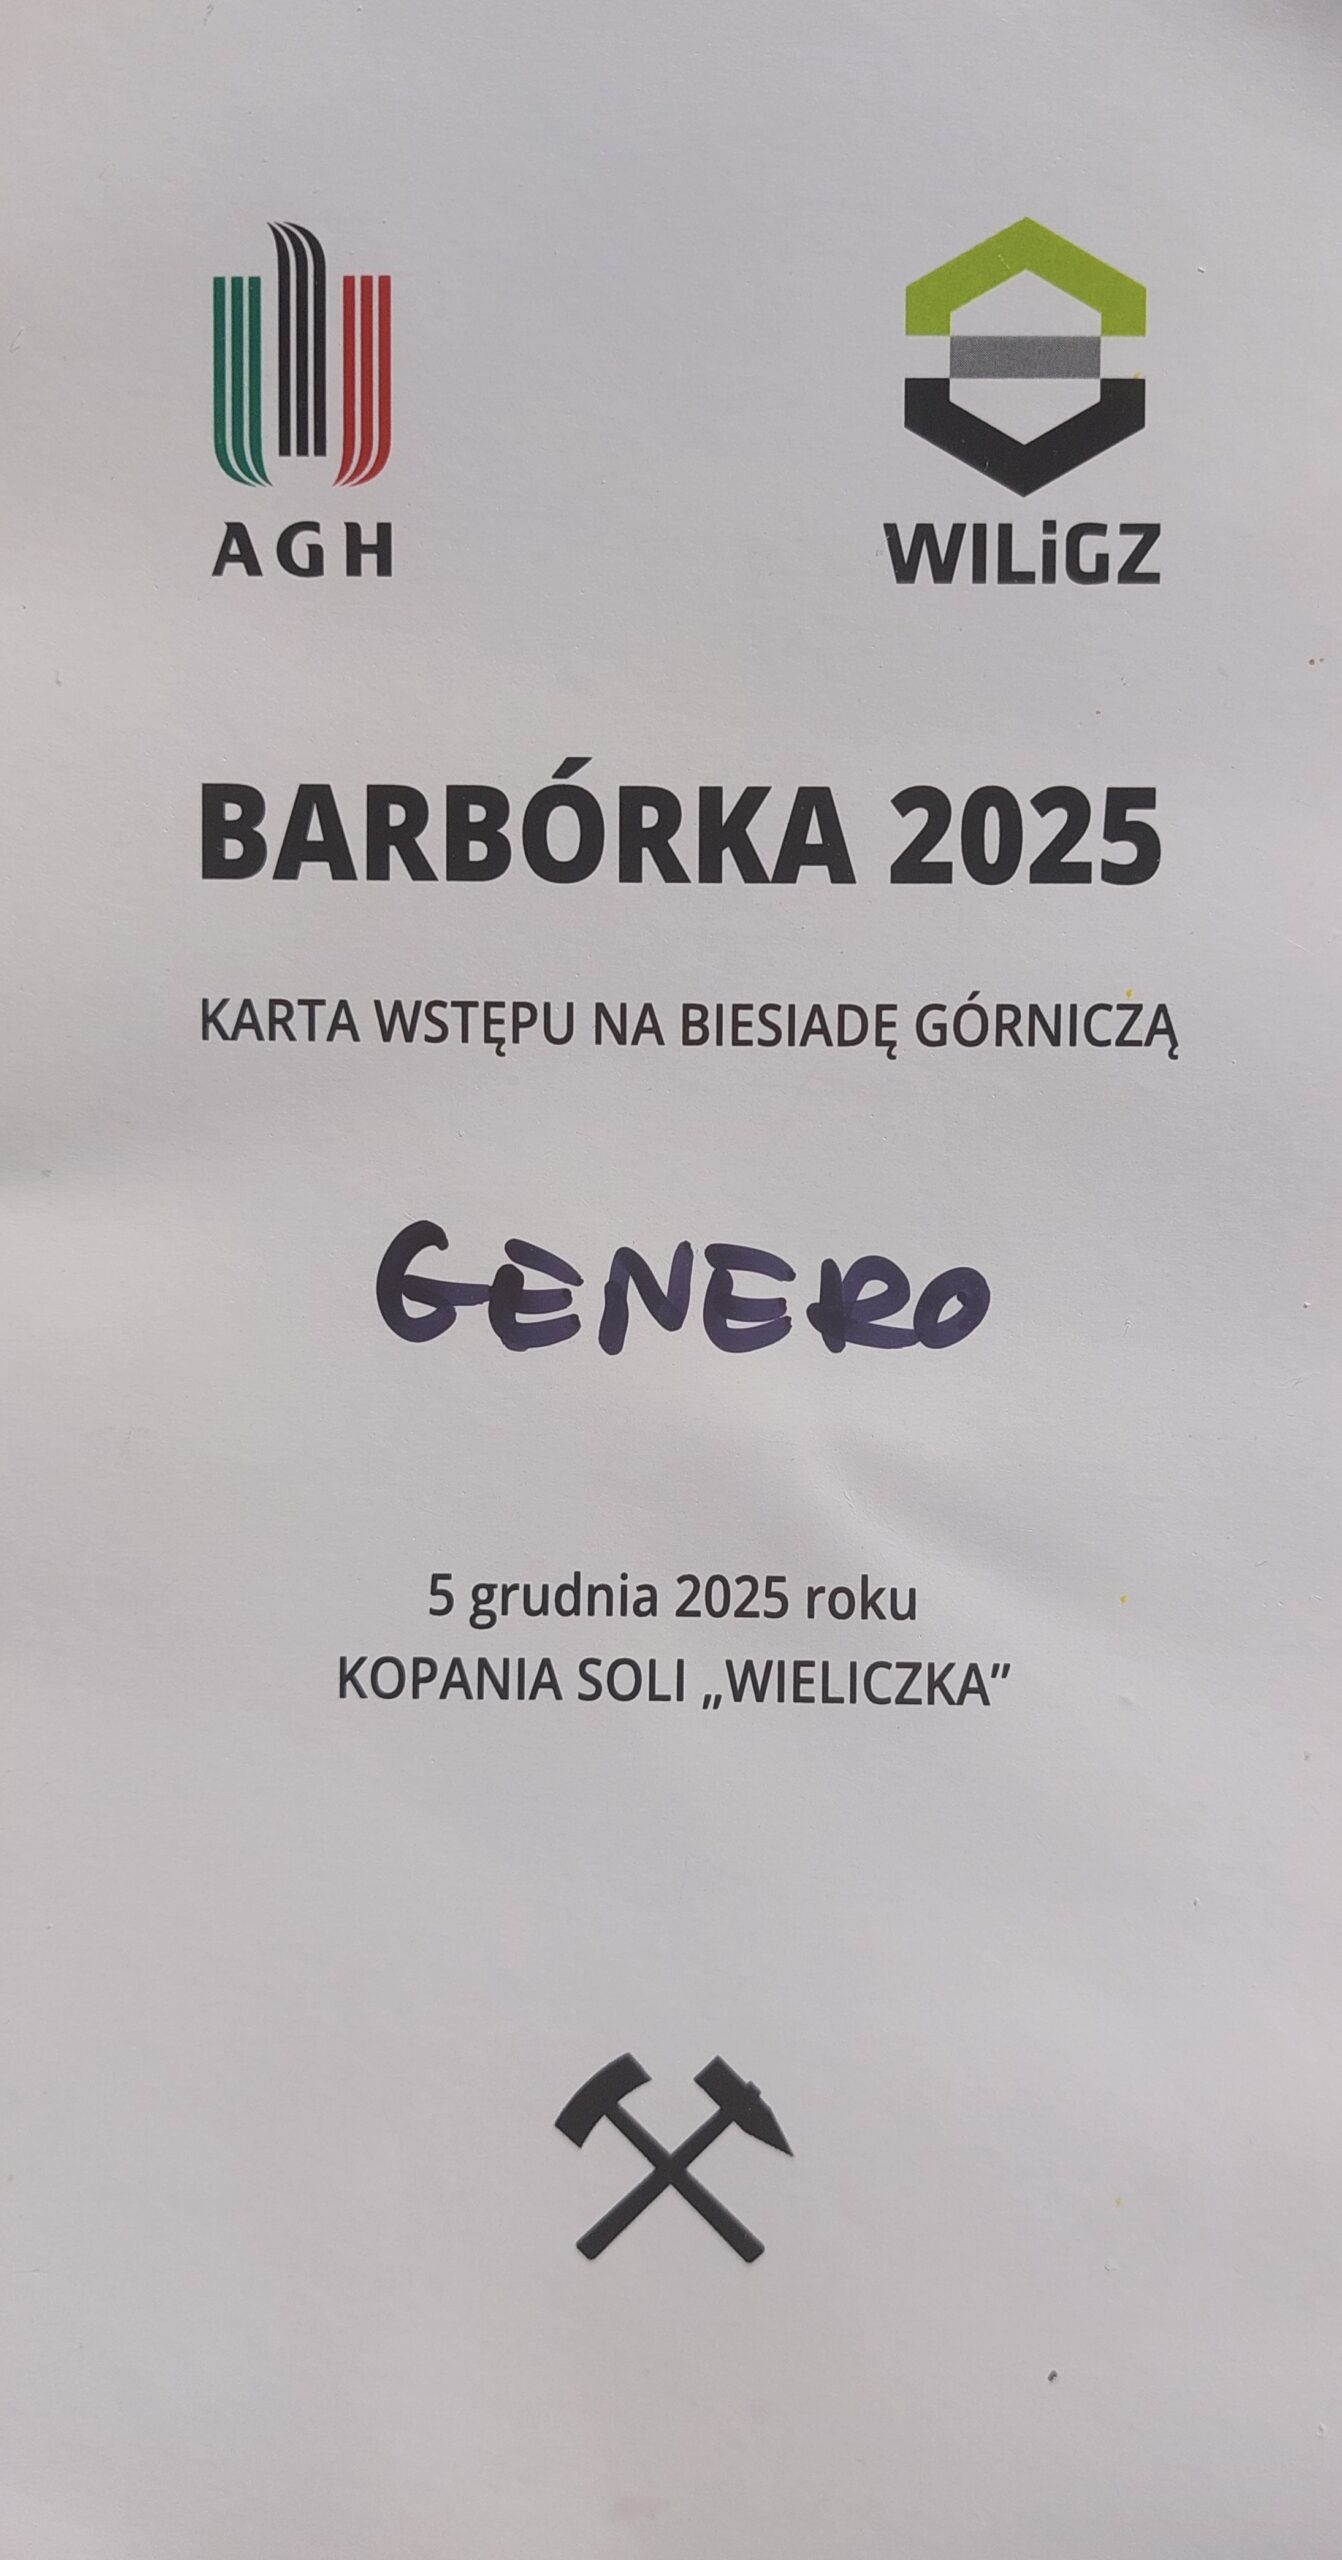 AGH
WILiGZ
BARBÓRKA 2025
KARTA WSTĘPU NA BIESIADĘ GÓRNICZĄ
GENERO
5 grudnia 2025 roku
KOPANIA SOLI „WIELICZKA”